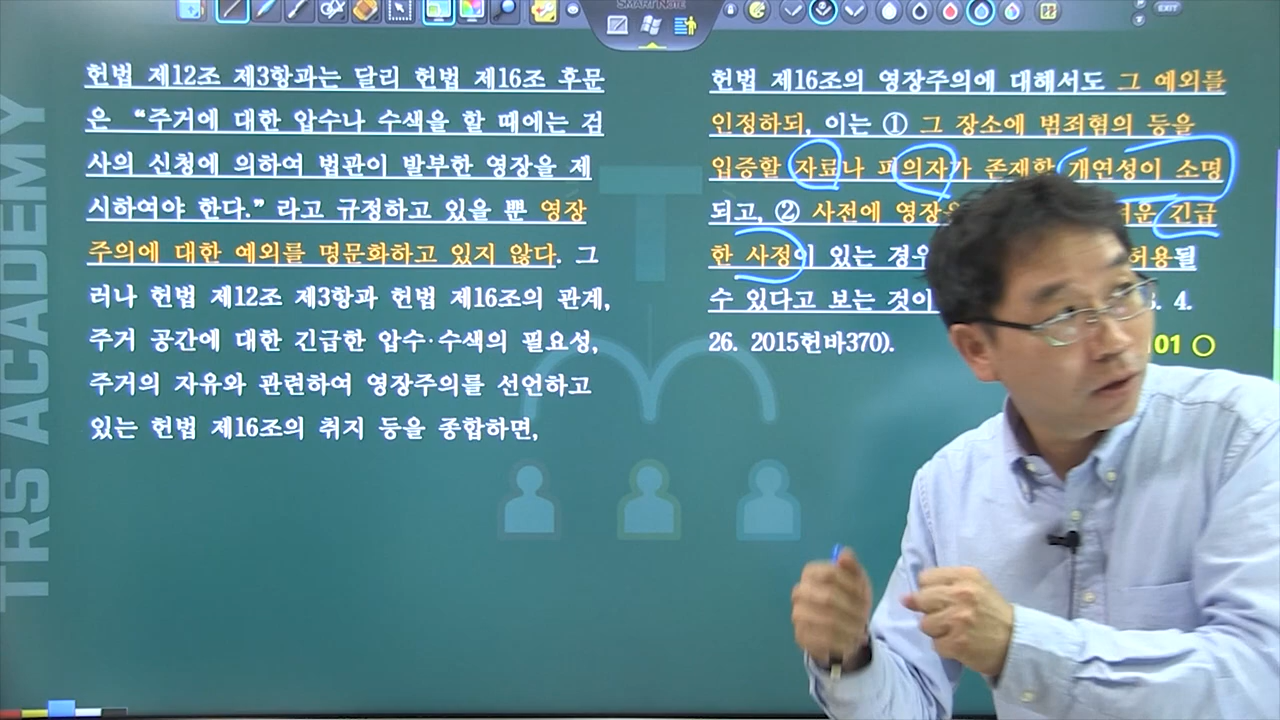 SMART NOTE
EXIT
TRS ACADEMY
헌법 제12조 제3항과는 달리 헌법 제16조 후문
은 “주거에 대한 압수나 수색을 할 때에는 검
사의 신청에 의하여 법관이 발부한 영장을 제
시하여야 한다.” 라고 규정하고 있을 뿐 영장
주의에 대한 예외를 명문화하고 있지 않다. 그
러나 헌법 제12조 제3항과 헌법 제16조의 관계,
주거 공간에 대한 긴급한 압수·수색의 필요성,
주거의 자유와 관련하여 영장주의를 선언하고
있는 헌법 제16조의 취지 등을 종합하면,
헌법 제16조의 영장주의에 대해서도 그 예외를
인정하되, 이는 ① 그 장소에 범죄혐의 등을
입증할 자료나 피의자가 존재할 개연성이 소명
되고, ② 사전에 영장을 운 긴급
한 사정이 있는 경우 허용될
수 있다고 보는 것이 4.
26. 2015헌바370).
01 ○